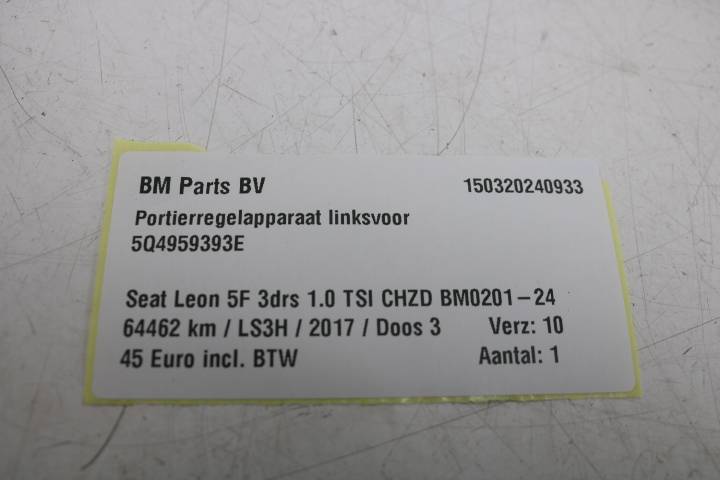 BM Parts BV 150320240933
Portierregelapparaat linksvoor
5Q4959393E
Seat Leon 5F 3drs 1.0 TSI CHZD BM0201-24
64462 km / LS3H / 2017 / Doos 3 Verz: 10
45 Euro incl. BTW Aantal: 1